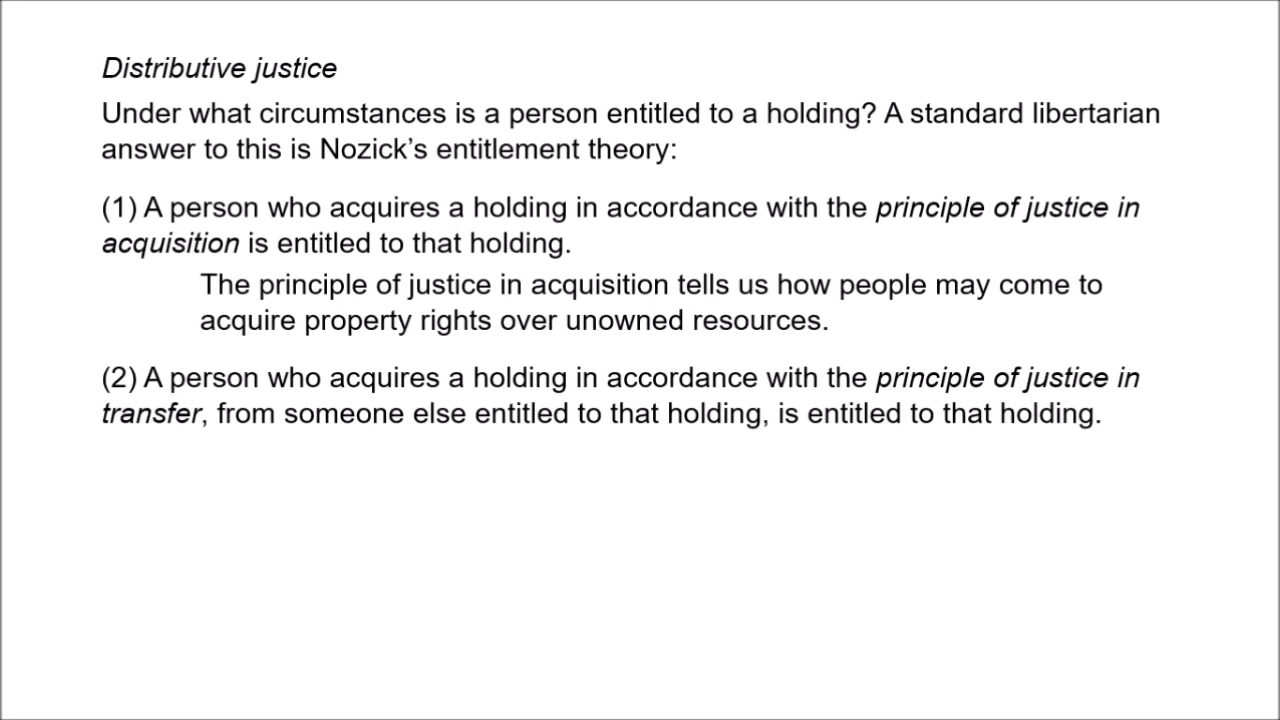 Distributive justice
Under what circumstances is a person entitled to a holding? A standard libertarian
answer to this is Nozick’s entitlement theory:
(1) A person who acquires a holding in accordance with the principle of justice in
acquisition is entitled to that holding.
The principle of justice in acquisition tells us how people may come to
acquire property rights over unowned resources.
(2) A person who acquires a holding in accordance with the principle of justice in
transfer, from someone else entitled to that holding, is entitled to that holding.